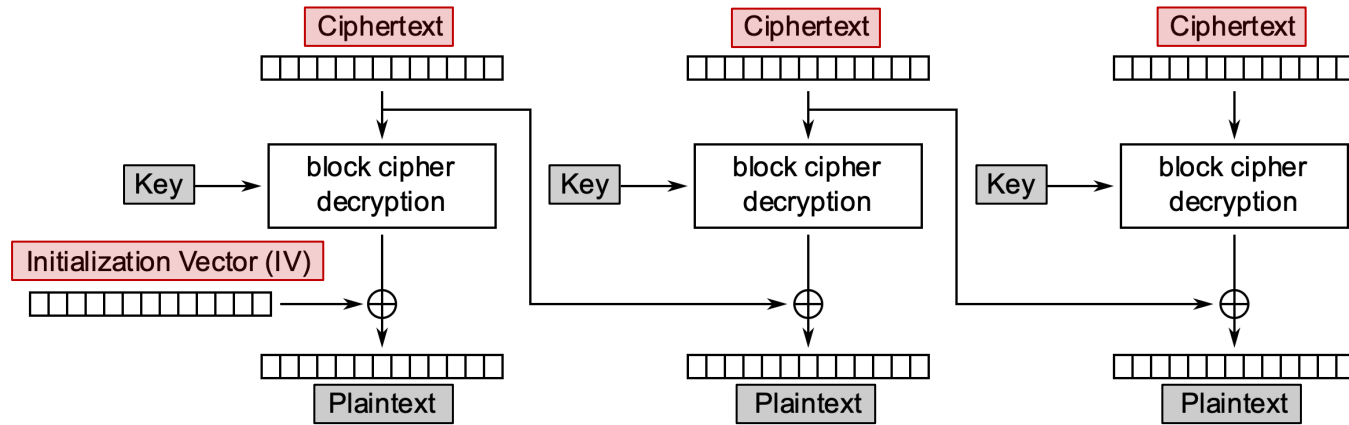 Ciphertext
Ciphertext
Ciphertext
Key
block cipher
decryption
Key
block cipher
decryption
Key
block cipher
decryption
Initialization Vector (IV)
Plaintext
Plaintext
Plaintext